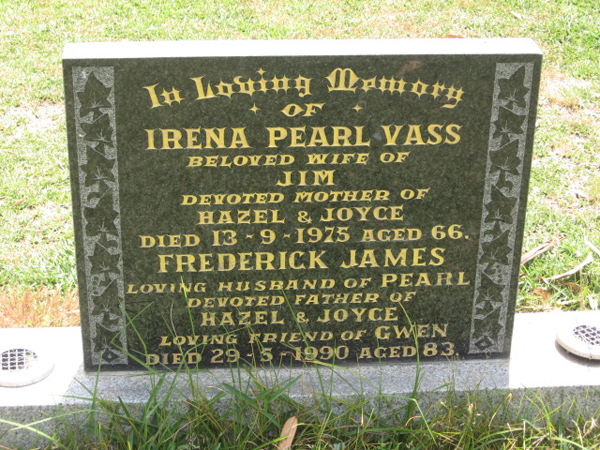 In Loving Memory
OF
IRENA PEARL VASS
BELOVED WIFE OF
JIM
DEVOTED MOTHER OF
HAZEL & JOYCE
DIED 13-9-1975 AGED 66.
FREDERICK JAMES
LOVING HUSBAND OF PEARL
DEVOTED FATHER OF
HAZEL & JOYCE
LOVING FRIEND OF GWEN
DIED 29-5-1990 AGED 83.